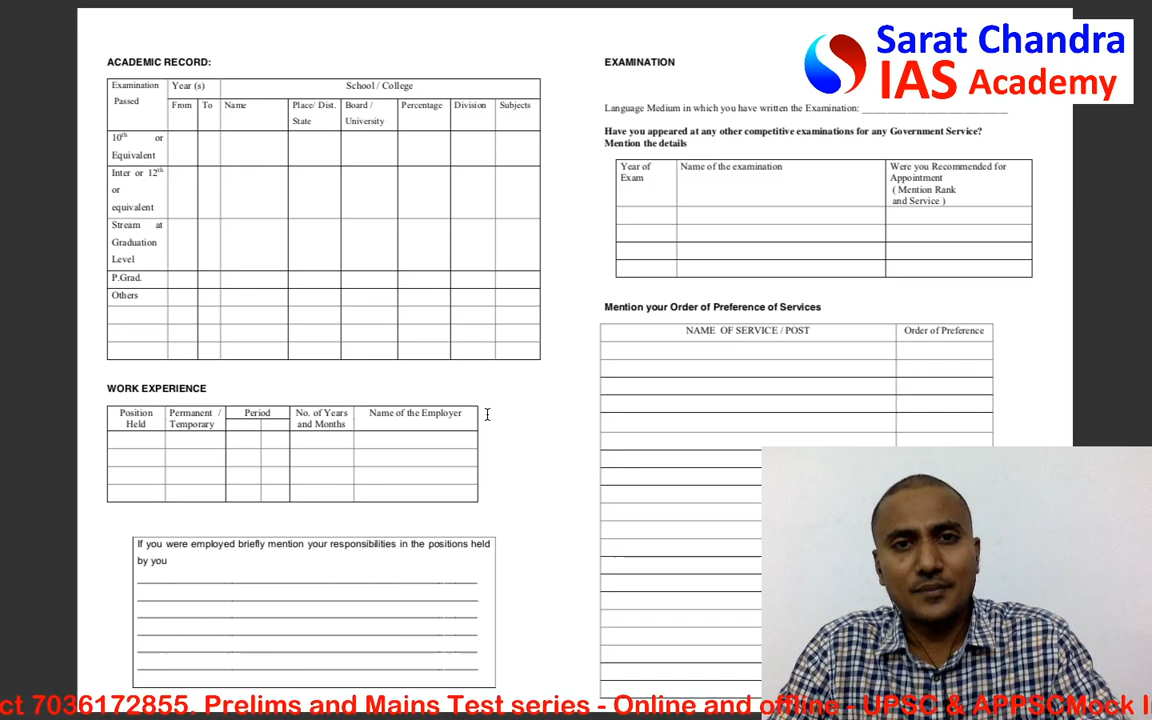 Sarat Chandra
IAS Academy
ACADEMIC RECORD:
Examination Passed
Year (s)
School / College
From
To
Name
Place/ Dist. State
Board / University
Percentage
Division
Subjects
10th or
Equivalent
Inter or 12th
or
equivalent
Stream at
Graduation
Level
P.Grad.
Others
WORK EXPERIENCE
Position Held
Permanent / Temporary
Period
No. of Years and Months
Name of the Employer
If you were employed briefly mention your responsibilities in the positions held
by you
EXAMINATION
Language Medium in which you have written the Examination:
Have you appeared at any other competitive examinations for any Government Service?
Mention the details
Year of Exam
Name of the examination
Were you Recommended for
Appointment
( Mention Rank
and Service )
Mention your Order of Preference of Services
NAME OF SERVICE / POST
Order of Preference
ct 7036172855. Prelims and Mains Test series - Online and offline - UPSC & APPSCMock I